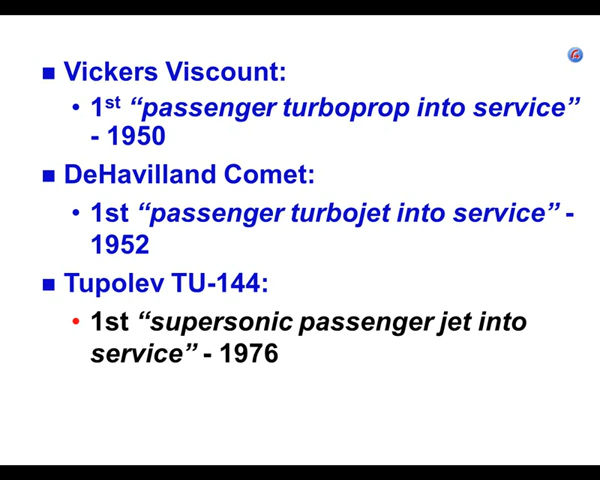 Vickers Viscount:
1st “passenger turboprop into service”
- 1950
DeHavilland Comet:
1st “passenger turbojet into service” -
1952
Tupolev TU-144:
1st “supersonic passenger jet into
service” - 1976